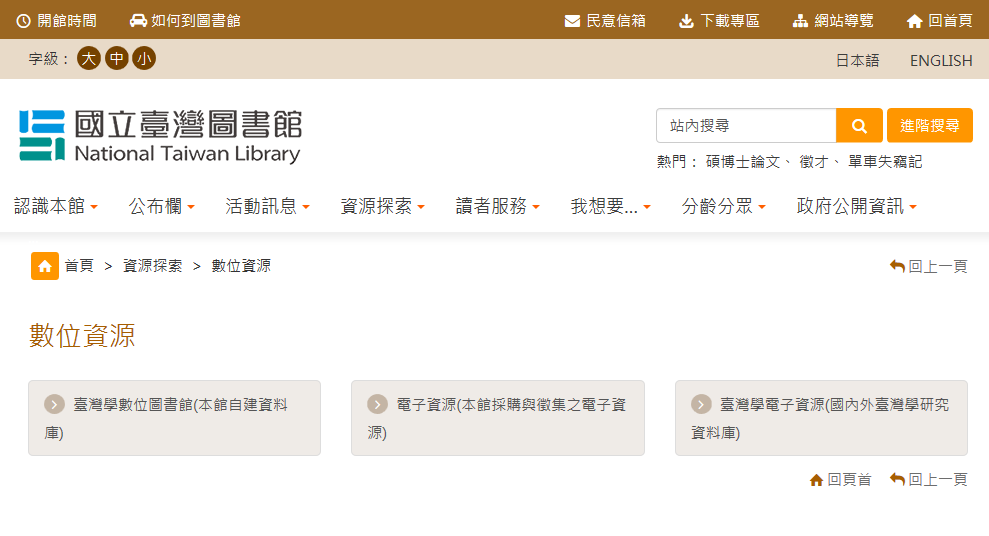 開館時間 如何到圖書館 民意信箱 下載專區 網站導覽 回首頁
字級： 大 中 小 日本語 ENGLISH
國立臺灣圖書館
National Taiwan Library
站內搜尋 進階搜尋
熱門： 碩博士論文、 徵才、 單車失竊記
認識本館 公布欄 活動訊息 資源探索 讀者服務 我想要... 分齡分眾 政府公開資訊
首頁 > 資源探索 > 數位資源 回上一頁
數位資源
臺灣學數位圖書館(本館自建資料
庫)
電子資源(本館採購與徵集之電子資
源)
臺灣學電子資源(國內外臺灣學研究
資料庫)
回頁首 回上一頁